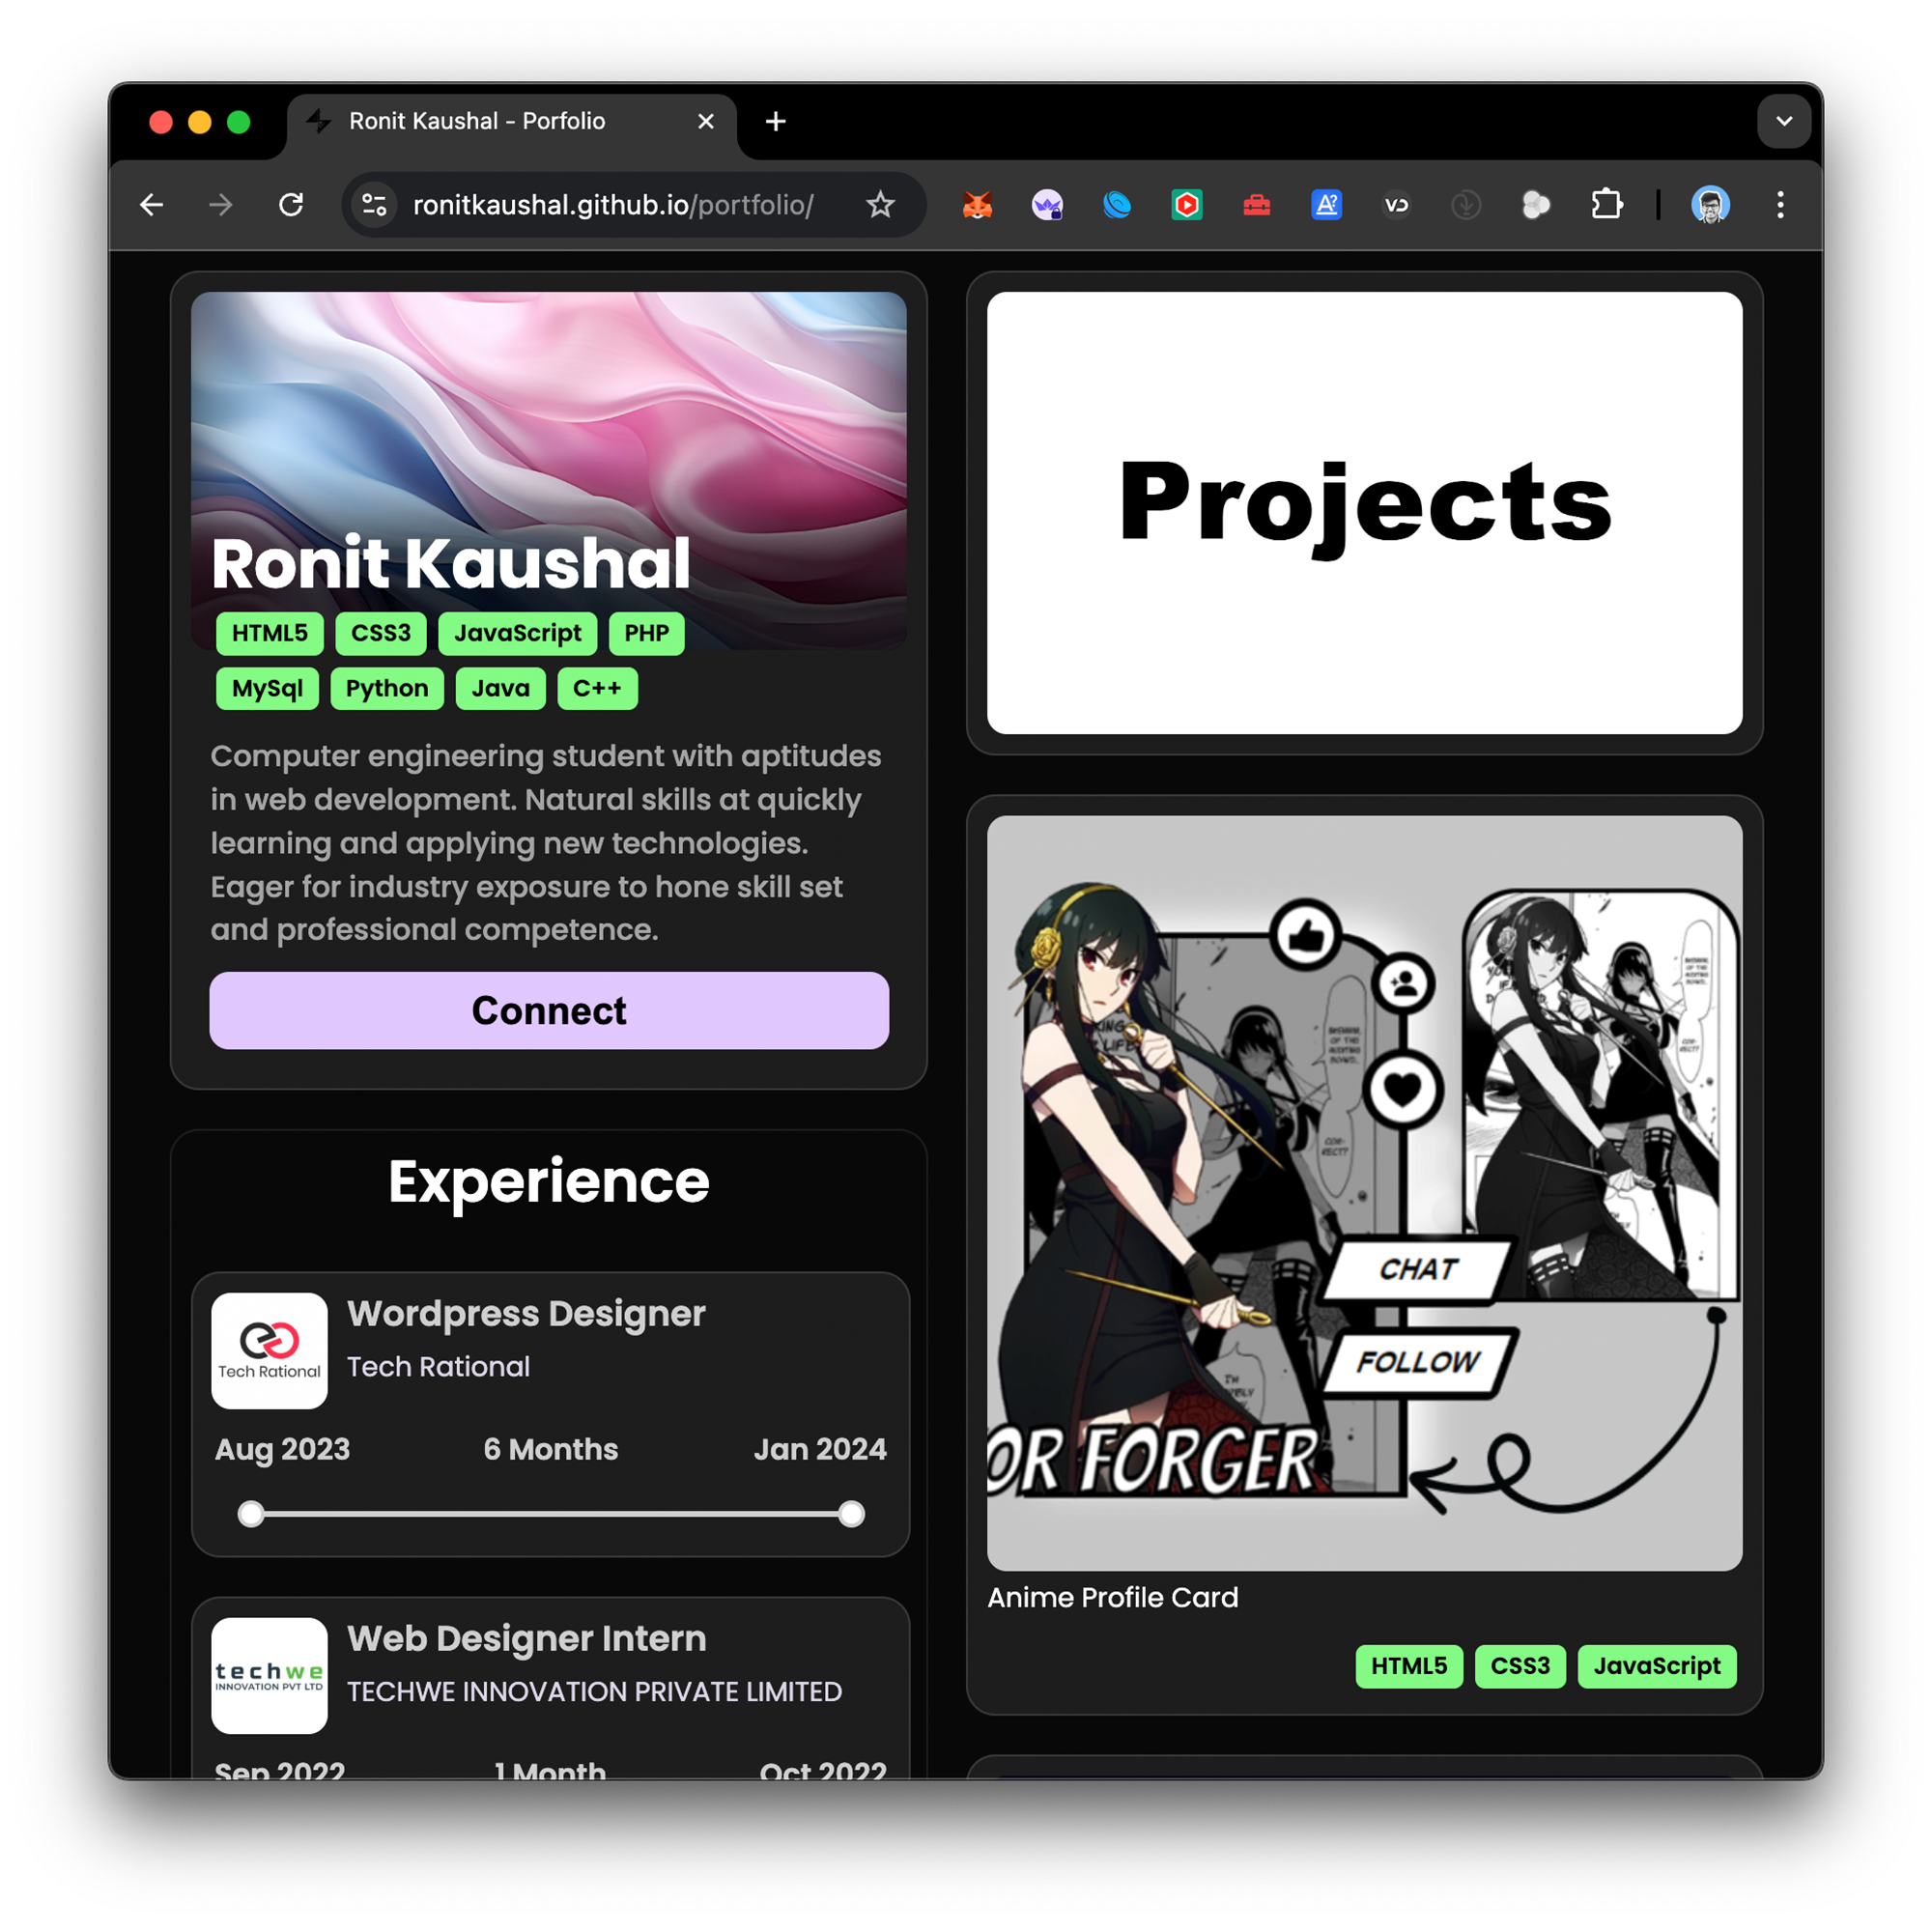 Ronit Kaushal - Porfolio
ronitkaushal.github.io/portfolio/
Ronit Kaushal
HTML5 CSS3 JavaScript PHP
MySql Python Java C++
Computer engineering student with aptitudes
in web development. Natural skills at quickly
learning and applying new technologies.
Eager for industry exposure to hone skill set
and professional competence.
Connect
Experience
Tech Rational
Wordpress Designer
Tech Rational
Aug 2023 6 Months Jan 2024
techwe
INNOVATION PVT LTD
Web Designer Intern
TECHWE INNOVATION PRIVATE LIMITED
Sep 2022 1 Month Oct 2022
Projects
CHAT
FOLLOW
OR FORGER
Anime Profile Card
HTML5 CSS3 JavaScript